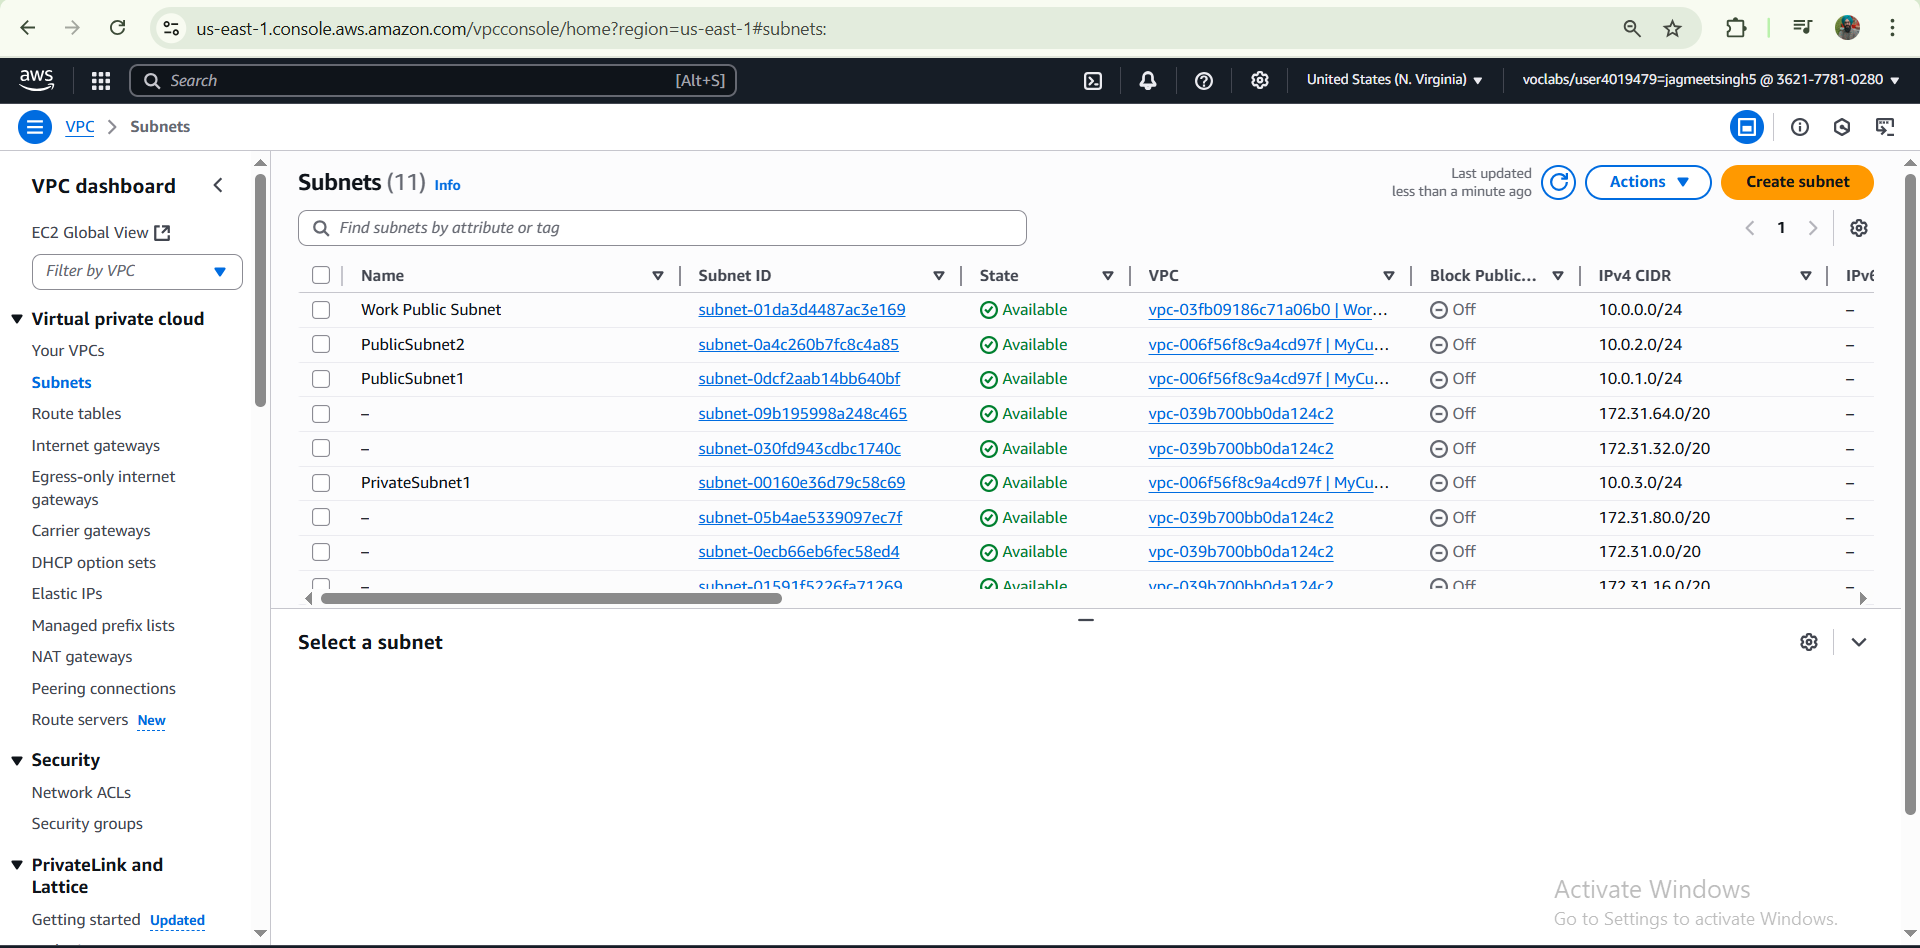 us-east-1.console.aws.amazon.com/vpcconsole/home?region=us-east-1#subnets:
aws
Search
[Alt+S]
United States (N. Virginia)
voclabs/user4019479=jagmeetsingh5 @ 3621-7781-0280
VPC
Subnets
VPC dashboard
EC2 Global View
Filter by VPC
Virtual private cloud
Your VPCs
Subnets
Route tables
Internet gateways
Egress-only internet
gateways
Carrier gateways
DHCP option sets
Elastic IPs
Managed prefix lists
NAT gateways
Peering connections
Route servers New
Security
Network ACLs
Security groups
PrivateLink and
Lattice
Getting started Updated
Subnets (11) Info
Last updated
less than a minute ago
Actions
Create subnet
Find subnets by attribute or tag
1
Name Subnet ID State VPC Block Public... IPv4 CIDR IPv6
Work Public Subnet subnet-01da3d4487ac3e169 Available vpc-03fb09186c71a06b0 | Wor... Off 10.0.0.0/24 –
PublicSubnet2 subnet-0a4c260b7fc8c4a85 Available vpc-006f56f8c9a4cd97f | MyCu... Off 10.0.2.0/24 –
PublicSubnet1 subnet-0dcf2aab14bb640bf Available vpc-006f56f8c9a4cd97f | MyCu... Off 10.0.1.0/24 –
– subnet-09b195998a248c465 Available vpc-039b700bb0da124c2 Off 172.31.64.0/20 –
– subnet-030fd943cdbc1740c Available vpc-039b700bb0da124c2 Off 172.31.32.0/20 –
PrivateSubnet1 subnet-00160e36d79c58c69 Available vpc-006f56f8c9a4cd97f | MyCu... Off 10.0.3.0/24 –
– subnet-05b4ae5339097ec7f Available vpc-039b700bb0da124c2 Off 172.31.80.0/20 –
– subnet-0ecb66eb6fec58ed4 Available vpc-039b700bb0da124c2 Off 172.31.0.0/20 –
– subnet-01591f5226fa71269 Available vpc-039b700bb0da124c2 Off 172.31.16.0/20 –
Select a subnet
Activate Windows
Go to Settings to activate Windows.